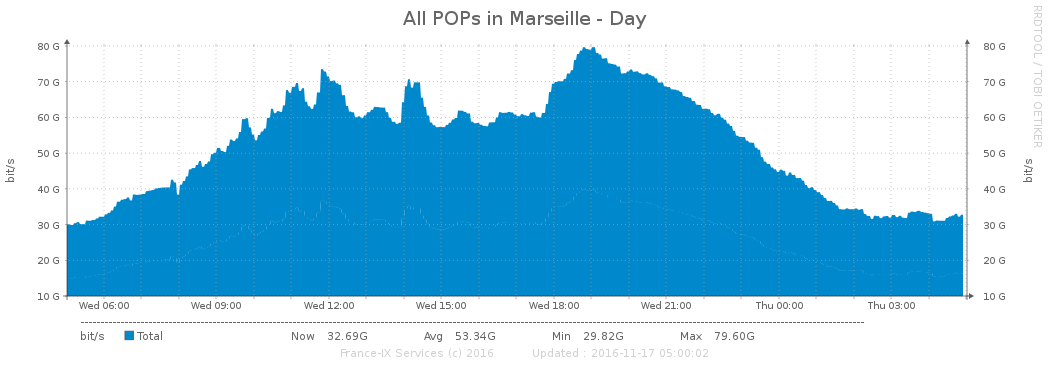 All POPs in Marseille - Day
RRDTOOL / TOBI OETIKER
bit/s
80 G 80 G
70 G 70 G
60 G 60 G
50 G 50 G
40 G 40 G
30 G 30 G
20 G 20 G
10 G 10 G
bit/s
Wed 06:00 Wed 09:00 Wed 12:00 Wed 15:00 Wed 18:00 Wed 21:00 Thu 00:00 Thu 03:00
bit/s Total Now 32.69G Avg 53.34G Min 29.82G Max 79.60G
France-IX Services (c) 2016 Updated : 2016-11-17 05:00:02